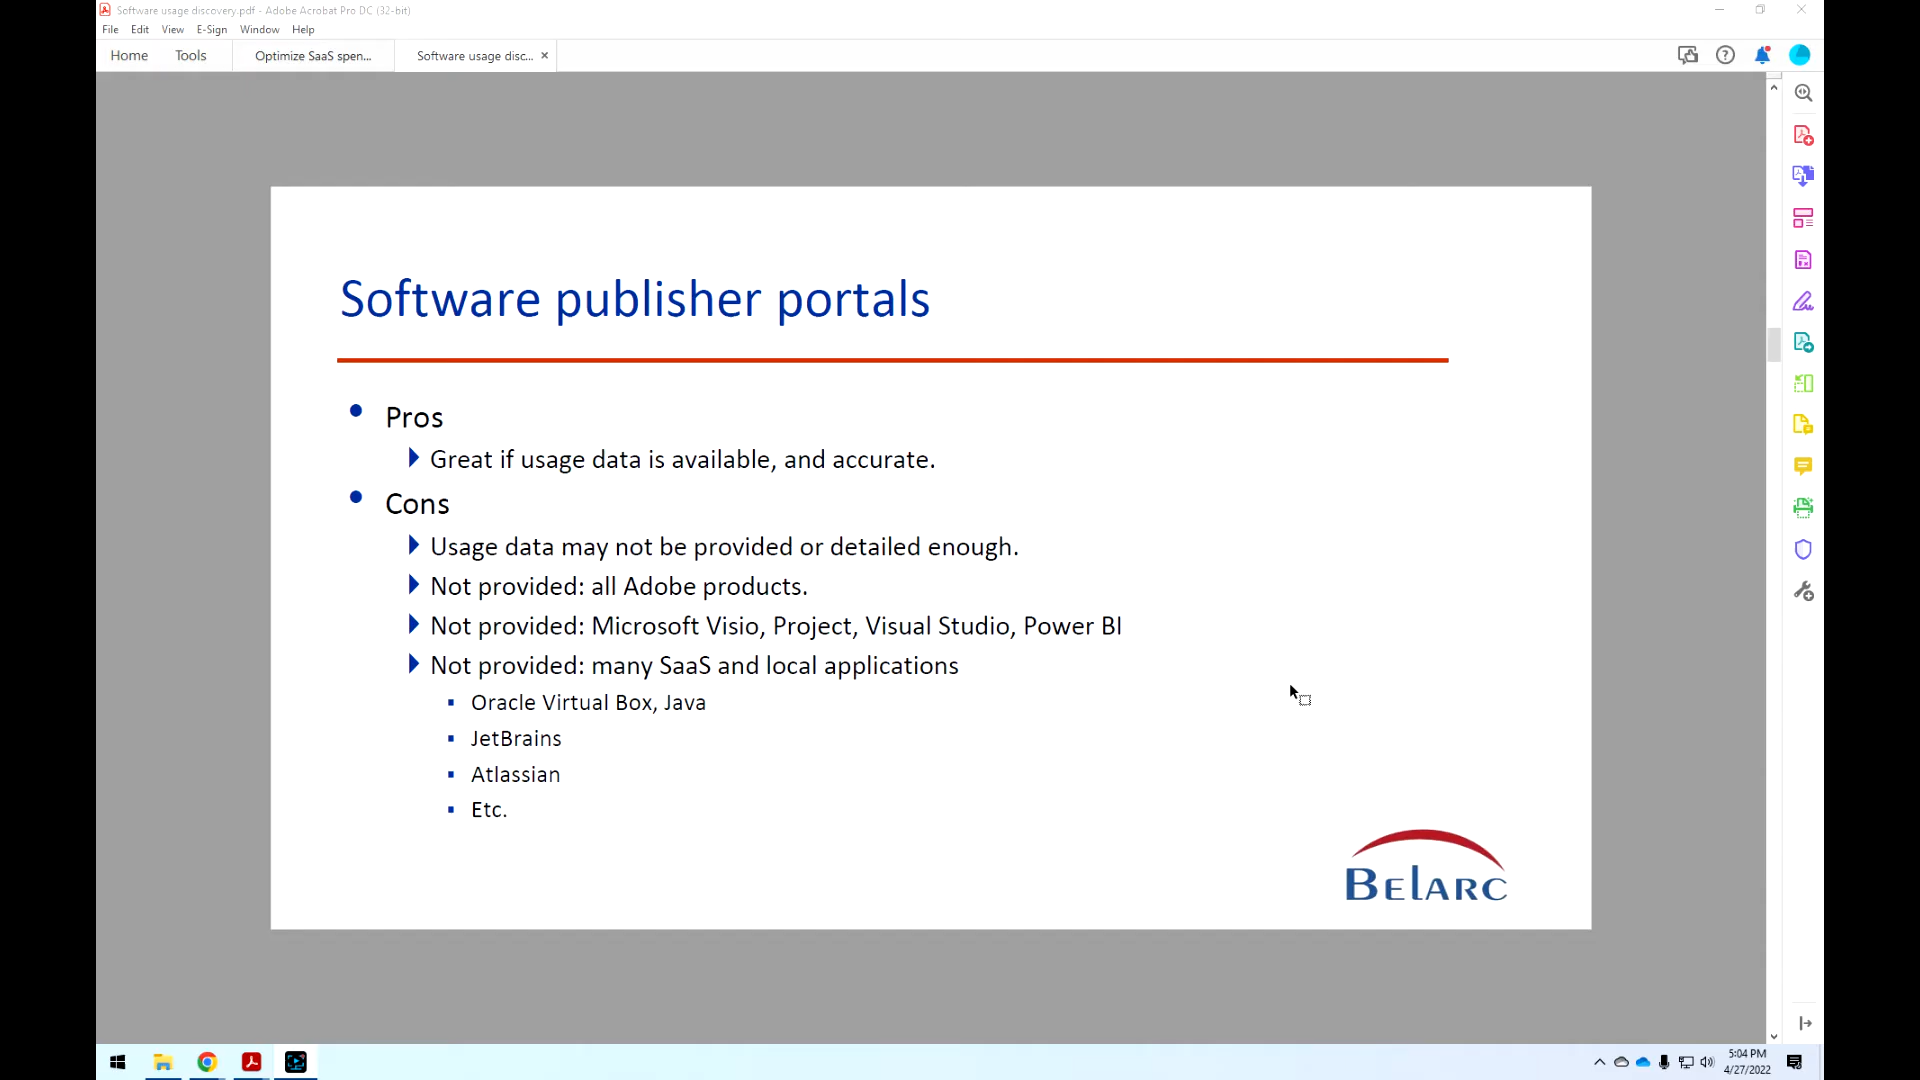 Software usage discovery.pdf - Adobe Acrobat Pro DC (32-bit)
File Edit View E-Sign Window Help
Home Tools Optimize SaaS spen... Software usage disc... ×
Software publisher portals
• Pros
Great if usage data is available, and accurate.
• Cons
Usage data may not be provided or detailed enough.
Not provided: all Adobe products.
Not provided: Microsoft Visio, Project, Visual Studio, Power BI
Not provided: many SaaS and local applications
▪ Oracle Virtual Box, Java
▪ JetBrains
▪ Atlassian
▪ Etc.
BELARC
5:04 PM
4/27/2022